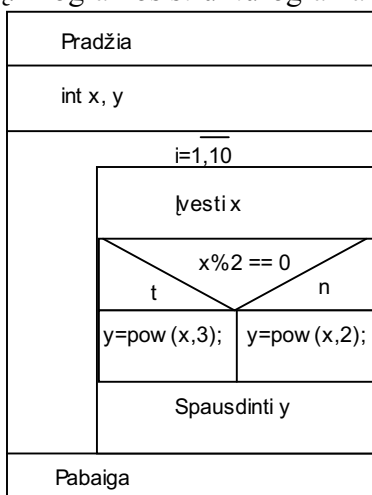 Pradžia
int x, y
i=1,10
Įvesti x
x%2 == 0
t n
y=pow (x,3); y=pow (x,2);
Spausdinti y
Pabaiga